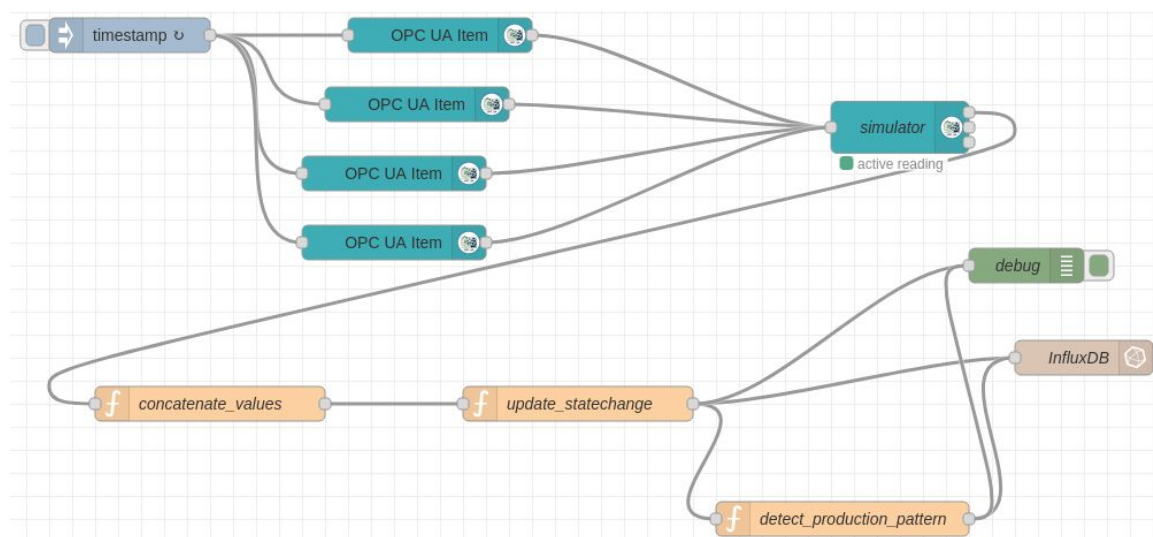 timestamp ↻
OPC UA Item
OPC UA Item
simulator
active reading
OPC UA Item
OPC UA Item
debug
InfluxDB
concatenate_values
update_statechange
detect_production_pattern